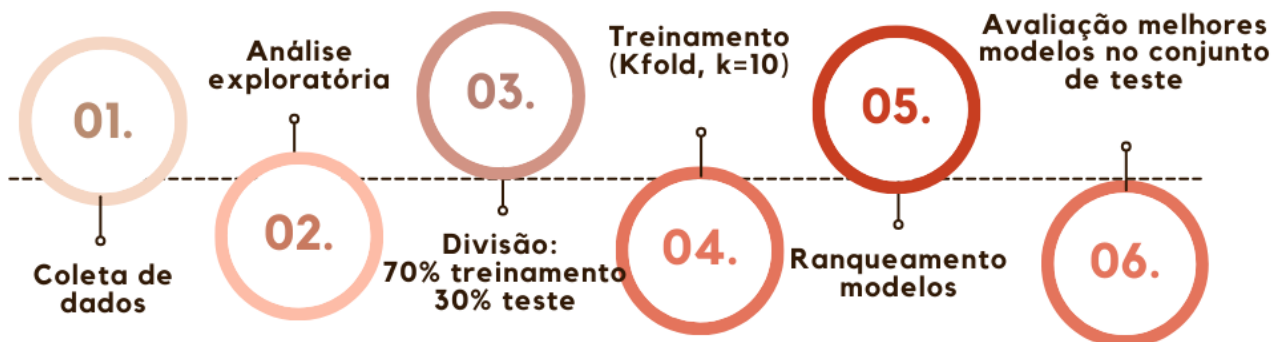 01.
Coleta de
dados
02.
Análise
exploratória
03.
Divisão:
70% treinamento
30% teste
04.
Treinamento
(Kfold, k=10)
05.
Ranqueamento
modelos
06.
Avaliação melhores
modelos no conjunto
de teste